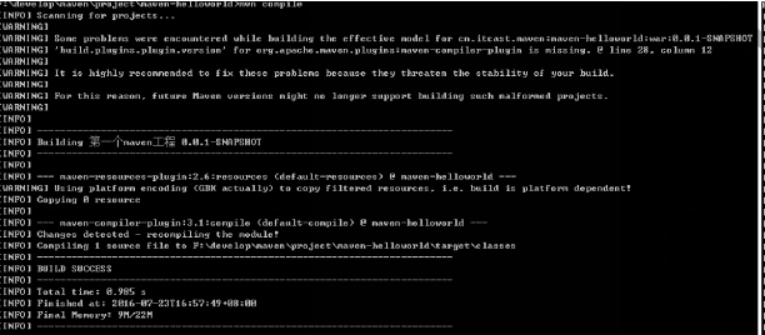 F:\develop\maven\project\maven-helloworld>mvn compile
[INFO] Scanning for projects...
[WARNING]
[WARNING] Some problems were encountered while building the effective model for cn.itcast.maven:maven-helloworld:war:0.0.1-SNAPSHOT
[WARNING] 'build.plugins.plugin.version' for org.apache.maven.plugins:maven-compiler-plugin is missing. @ line 28, column 12
[WARNING]
[WARNING] It is highly recommended to fix these problems because they threaten the stability of your build.
[WARNING]
[WARNING] For this reason, future Maven versions might no longer support building such malformed projects.
[WARNING]
[INFO]
[INFO] ------------------------------------------------------------------------
[INFO] Building 第一个maven工程 0.0.1-SNAPSHOT
[INFO] ------------------------------------------------------------------------
[INFO]
[INFO] --- maven-resources-plugin:2.6:resources (default-resources) @ maven-helloworld ---
[WARNING] Using platform encoding (GBK actually) to copy filtered resources, i.e. build is platform dependent!
[INFO] Copying 0 resource
[INFO]
[INFO] --- maven-compiler-plugin:3.1:compile (default-compile) @ maven-helloworld ---
[INFO] Changes detected - recompiling the module!
[INFO] Compiling 1 source file to F:\develop\maven\project\maven-helloworld\target\classes
[INFO] ------------------------------------------------------------------------
[INFO] BUILD SUCCESS
[INFO] ------------------------------------------------------------------------
[INFO] Total time: 0.985 s
[INFO] Finished at: 2016-07-23T16:57:49+08:00
[INFO] Final Memory: 9M/22M
[INFO] ------------------------------------------------------------------------